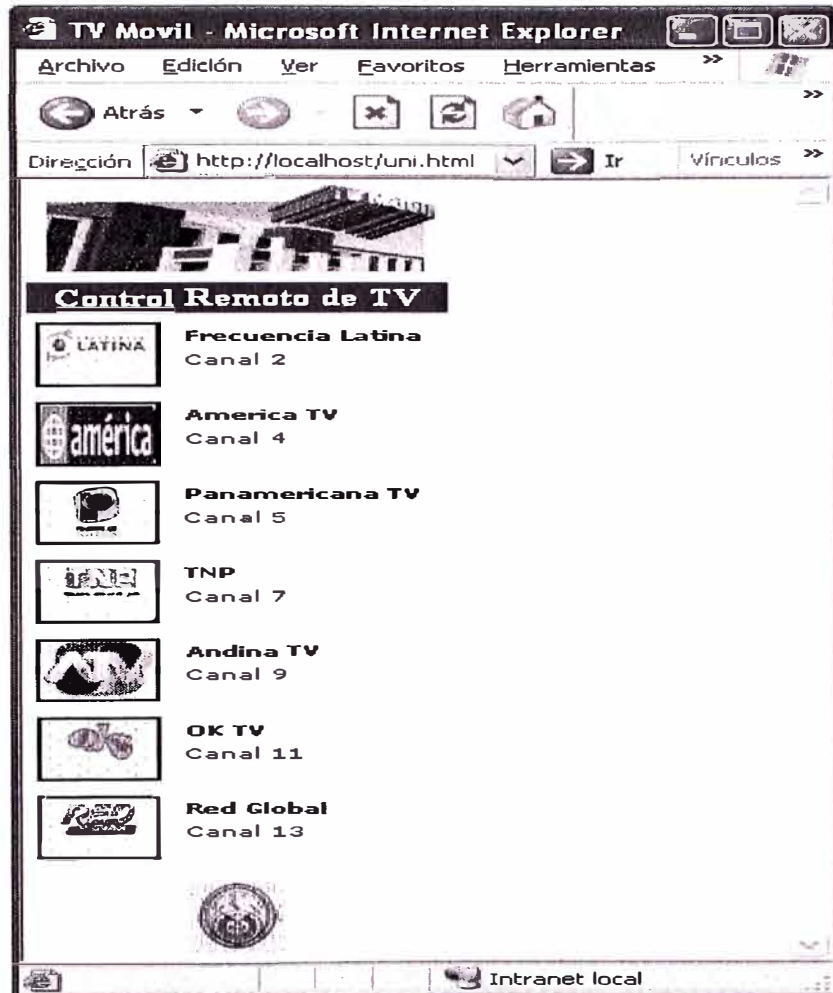 TV Movil - Microsoft Internet Explorer
Archivo Edición Ver Favoritos Herramientas »
Atrás »
Dirección http://localhost/uni.html Ir Vínculos »
Control Remoto de TV
LATINA
Frecuencia Latina
Canal 2
américa
America TV
Canal 4
Panamericana TV
Canal 5
TNP
Canal 7
Andina TV
Canal 9
OK TV
Canal 11
RED
Red Global
Canal 13
Intranet local